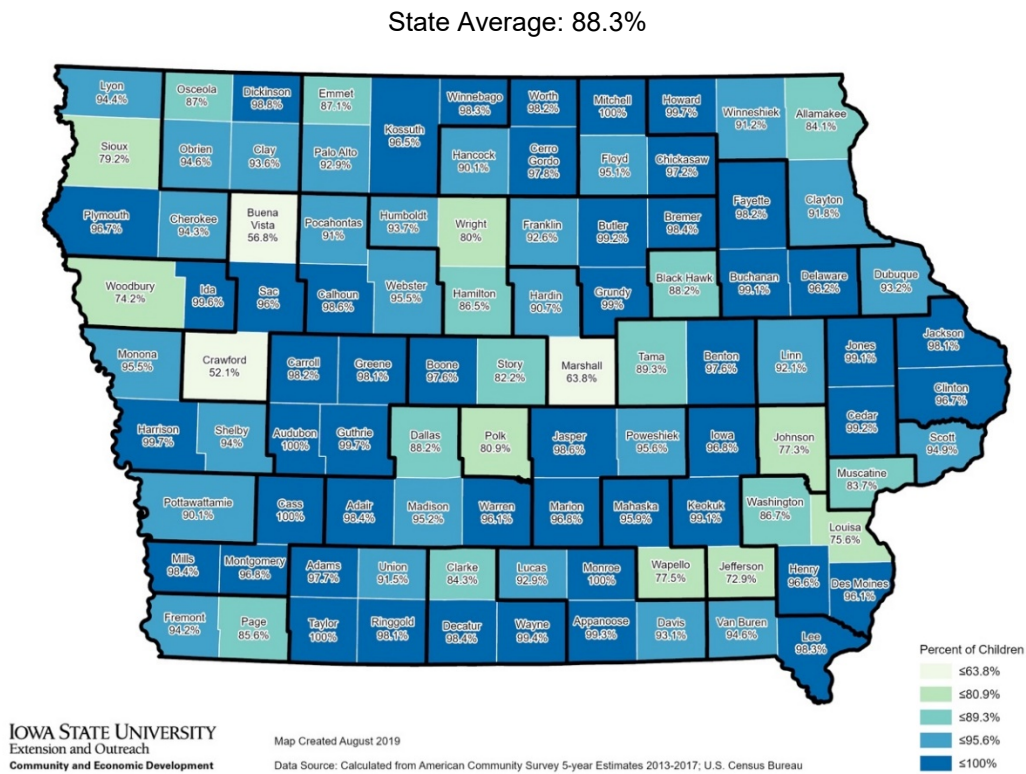 State Average: 88.3%
Lyon
94.4%
Osceola
87%
Dickinson
98.8%
Emmet
87.1%
Kossuth
96.5%
Winnebago
98.3%
Worth
98.2%
Mitchell
100%
Howard
99.7%
Winneshiek
91.2%
Allamakee
84.1%
Sioux
79.2%
Obrien
94.6%
Clay
93.6%
Palo Alto
92.9%
Hancock
90.1%
Cerro
Gordo
97.8%
Floyd
95.1%
Chickasaw
97.2%
Fayette
98.2%
Clayton
91.8%
Plymouth
96.7%
Cherokee
94.3%
Buena
Vista
56.8%
Pocahontas
91%
Humboldt
93.7%
Wright
80%
Franklin
92.6%
Butler
99.2%
Bremer
98.4%
Woodbury
74.2%
Ida
99.6%
Sac
96%
Calhoun
98.6%
Webster
95.5%
Hamilton
86.5%
Hardin
90.7%
Grundy
99%
Black Hawk
88.2%
Buchanan
99.1%
Delaware
96.2%
Dubuque
93.2%
Monona
95.5%
Crawford
52.1%
Carroll
98.2%
Greene
98.1%
Boone
97.6%
Story
82.2%
Marshall
63.8%
Tama
89.3%
Benton
97.6%
Linn
92.1%
Jones
99.1%
Jackson
98.1%
Clinton
96.7%
Harrison
99.7%
Shelby
94%
Audubon
100%
Guthrie
99.7%
Dallas
88.2%
Polk
80.9%
Jasper
98.6%
Poweshiek
95.6%
Iowa
96.8%
Johnson
77.3%
Cedar
99.2%
Scott
94.9%
Muscatine
83.7%
Pottawattamie
90.1%
Cass
100%
Adair
98.4%
Madison
95.2%
Warren
96.1%
Marion
96.8%
Mahaska
95.9%
Keokuk
99.1%
Washington
86.7%
Louisa
75.6%
Mills
98.4%
Montgomery
96.8%
Adams
97.7%
Union
91.5%
Clarke
84.3%
Lucas
92.9%
Monroe
100%
Wapello
77.5%
Jefferson
72.9%
Henry
96.6%
Des Moines
96.1%
Fremont
94.2%
Page
85.6%
Taylor
100%
Ringgold
98.1%
Decatur
98.4%
Wayne
99.4%
Appanoose
99.3%
Davis
93.1%
Van Buren
94.6%
Lee
98.3%
Percent of Children
≤63.8%
≤80.9%
≤89.3%
≤95.6%
≤100%
IOWA STATE UNIVERSITY
Extension and Outreach
Community and Economic Development
Map Created August 2019
Data Source: Calculated from American Community Survey 5-year Estimates 2013-2017; U.S. Census Bureau